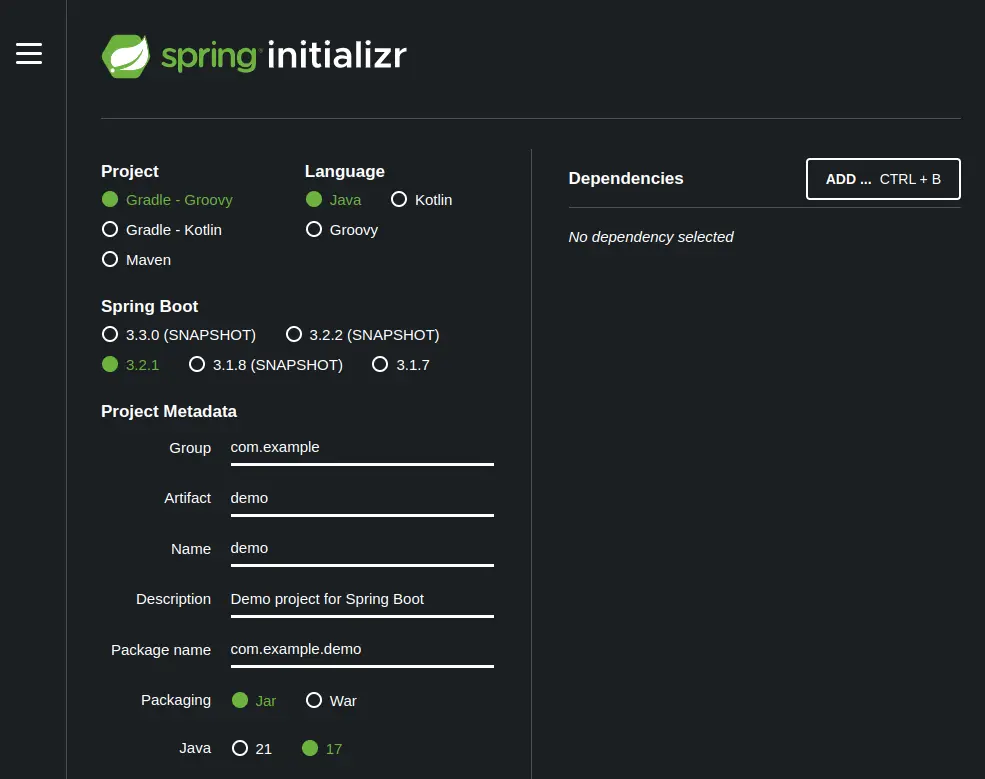 spring initializr
Project
Gradle - Groovy
Gradle - Kotlin
Maven
Language
Java Kotlin
Groovy
Spring Boot
3.3.0 (SNAPSHOT) 3.2.2 (SNAPSHOT)
3.2.1 3.1.8 (SNAPSHOT) 3.1.7
Project Metadata
Group com.example
Artifact demo
Name demo
Description Demo project for Spring Boot
Package name com.example.demo
Packaging Jar War
Java 21 17
Dependencies ADD ... CTRL + B
No dependency selected